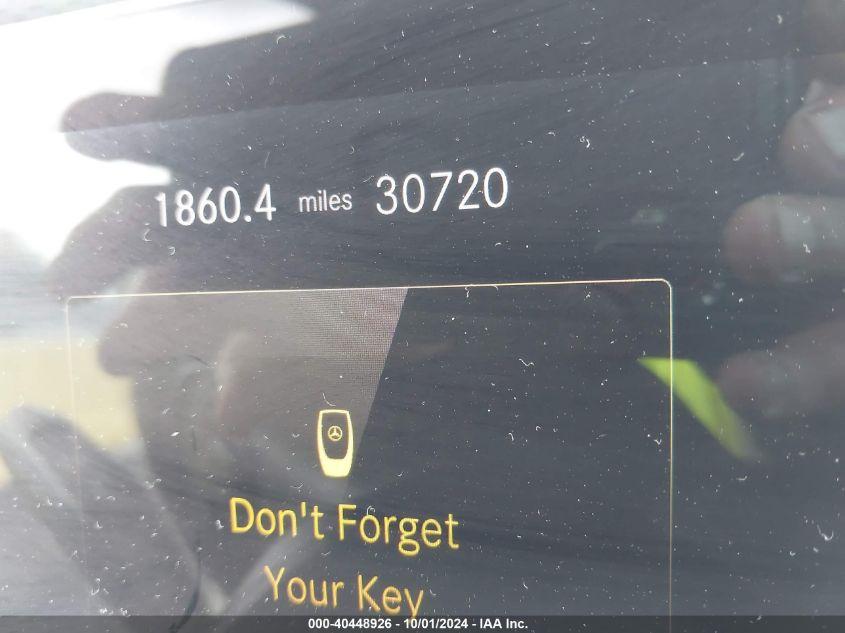 1860.4 miles 30720
Don't Forget
Your Key
000-40448926 - 10/01/2024 - IAA Inc.